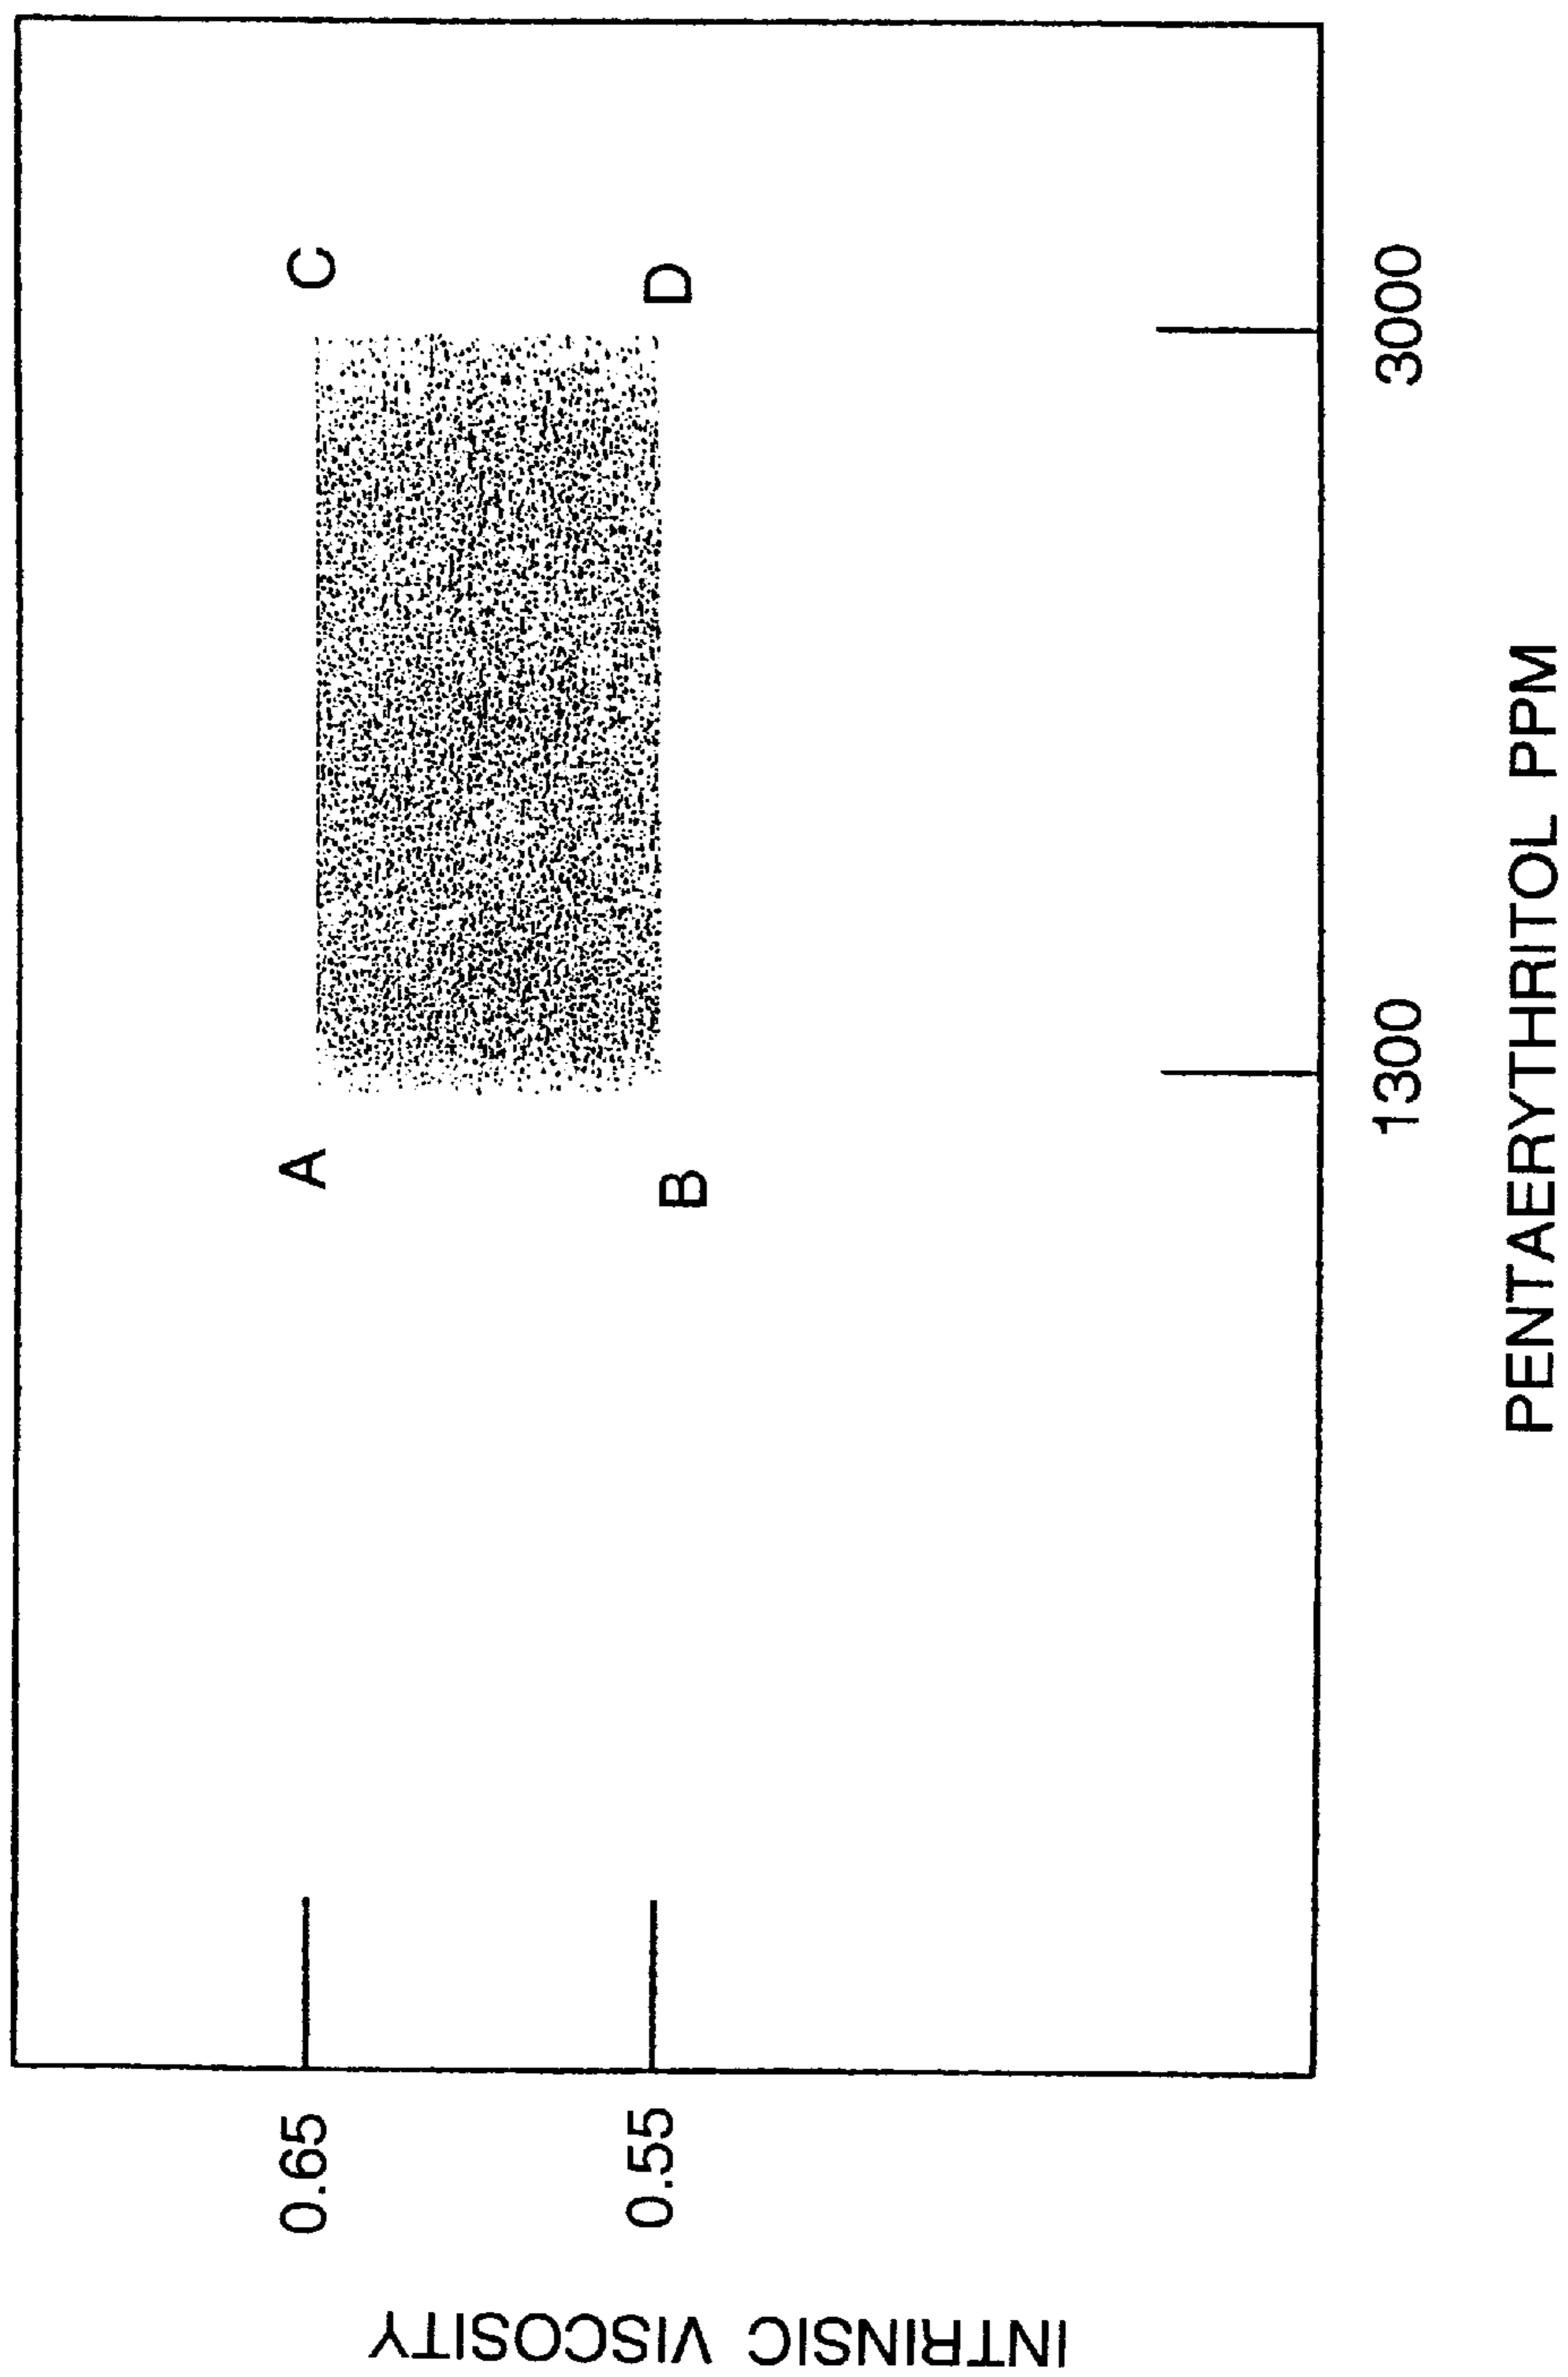 INTRINSIC VISCOSITY
0.65
0.55
A
C
B
D
1300
3000
PENTAERYTHRITOL PPM